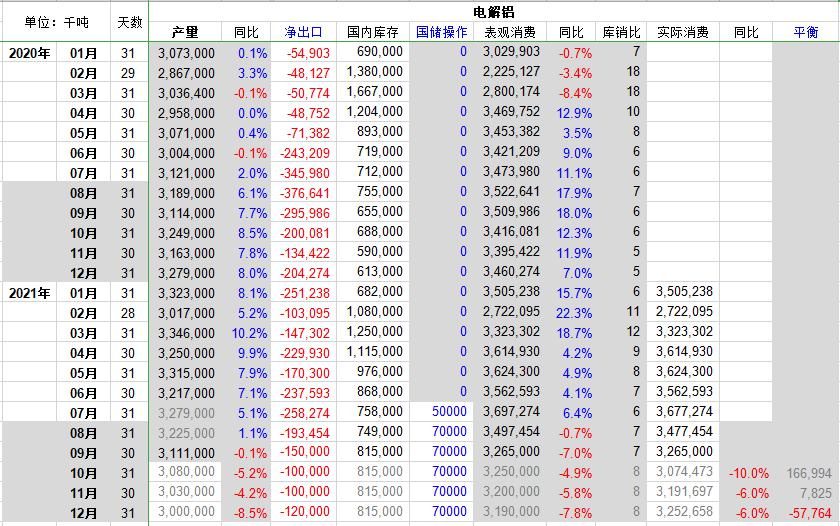 单位：千吨 天数 电解铝
产量 同比 净出口 国内库存 国储操作 表观消费 同比 库销比 实际消费 同比 平衡
2020年 01月 31 3,073,000 0.1% -54,903 690,000 0 3,029,903 -0.7% 7
02月 29 2,867,000 3.3% -48,127 1,380,000 0 2,225,127 -3.4% 18
03月 31 3,036,400 -0.1% -50,774 1,667,000 0 2,800,174 -8.4% 18
04月 30 2,958,000 0.0% -48,752 1,204,000 0 3,469,752 12.9% 10
05月 31 3,071,000 0.4% -71,382 893,000 0 3,453,382 3.5% 8
06月 30 3,004,000 -0.1% -243,209 719,000 0 3,421,209 9.0% 6
07月 31 3,121,000 2.0% -345,980 712,000 0 3,473,980 11.1% 6
08月 31 3,189,000 6.1% -376,641 755,000 0 3,522,641 17.9% 7
09月 30 3,114,000 7.7% -295,986 655,000 0 3,509,986 18.0% 6
10月 31 3,249,000 8.5% -200,081 688,000 0 3,416,081 12.3% 6
11月 30 3,163,000 7.8% -134,422 590,000 0 3,395,422 11.9% 5
12月 31 3,279,000 8.0% -204,274 613,000 0 3,460,274 7.0% 5
2021年 01月 31 3,323,000 8.1% -251,238 682,000 0 3,505,238 15.7% 6 3,505,238
02月 28 3,017,000 5.2% -103,095 1,080,000 0 2,722,095 22.3% 11 2,722,095
03月 31 3,346,000 10.2% -147,302 1,250,000 0 3,323,302 18.7% 12 3,323,302
04月 30 3,250,000 9.9% -229,930 1,115,000 0 3,614,930 4.2% 9 3,614,930
05月 31 3,315,000 7.9% -170,300 976,000 0 3,624,300 4.9% 8 3,624,300
06月 30 3,217,000 7.1% -237,593 868,000 0 3,562,593 4.1% 7 3,562,593
07月 31 3,279,000 5.1% -258,274 758,000 50000 3,697,274 6.4% 6 3,677,274
08月 31 3,225,000 1.1% -193,454 749,000 70000 3,497,454 -0.7% 7 3,477,454
09月 30 3,111,000 -0.1% -150,000 815,000 70000 3,265,000 -7.0% 7 3,265,000
10月 31 3,080,000 -5.2% -100,000 815,000 70000 3,250,000 -4.9% 8 3,074,473 -10.0% 166,994
11月 30 3,030,000 -4.2% -100,000 815,000 70000 3,200,000 -5.8% 8 3,191,697 -6.0% 7,825
12月 31 3,000,000 -8.5% -120,000 815,000 70000 3,190,000 -7.8% 8 3,252,658 -6.0% -57,764